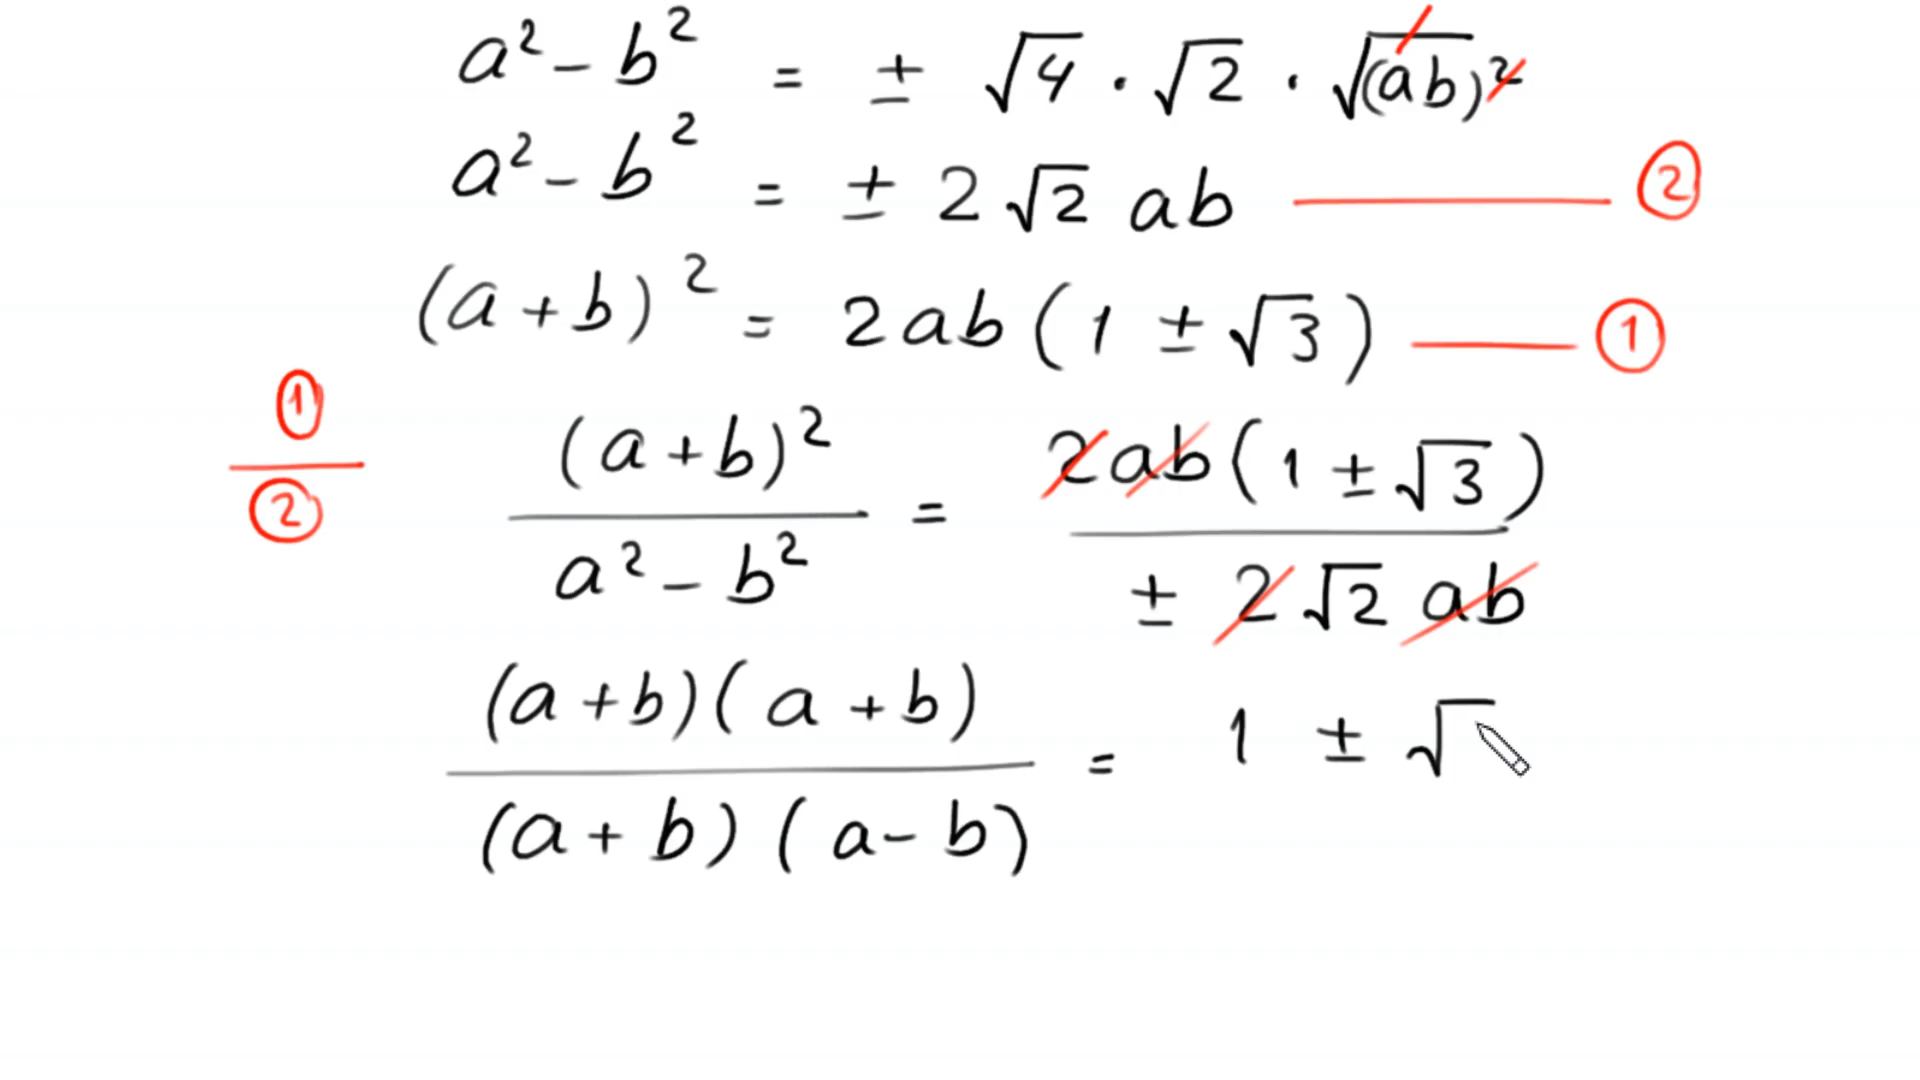 a² - b² = ± √4 · √2 · √(ab)²
a² - b² = ± 2√2 ab ——— ②
(a + b)² = 2ab(1 ± √3) ——— ①
①/② (a + b)²/(a² - b²) = 2ab(1 ± √3)/(± 2√2 ab)
(a + b)(a + b)/((a + b)(a - b)) = 1 ± √